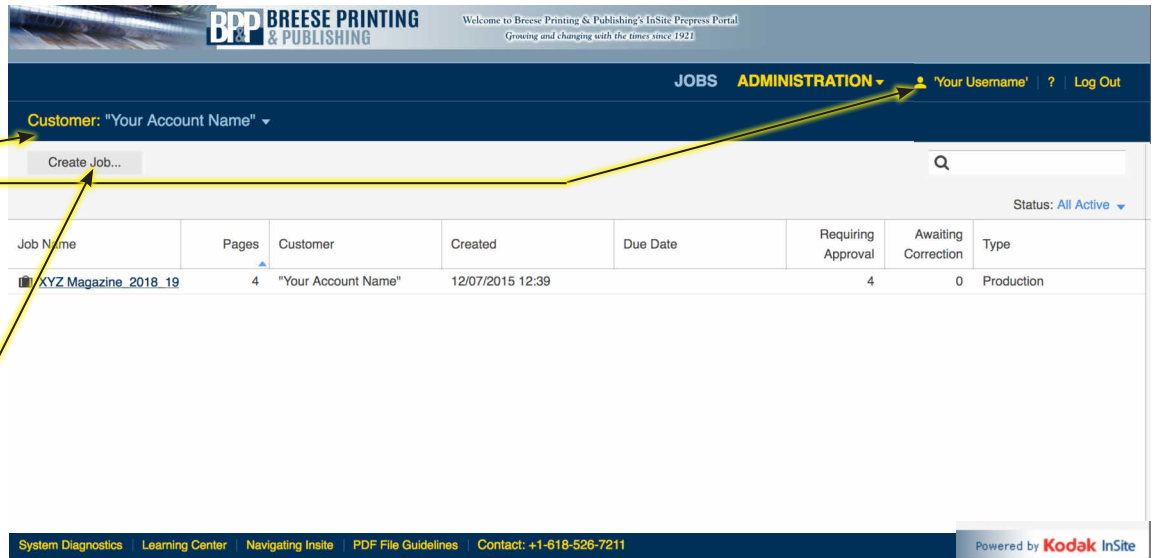 BP&P BREESE PRINTING
& PUBLISHING
Welcome to Breese Printing & Publishing's InSite Prepress Portal
Growing and changing with the times since 1921
JOBS ADMINISTRATION 'Your Username' | ? | Log Out
Customer: "Your Account Name"
Create Job...
Status: All Active
Job Name Pages Customer Created Due Date Requiring Approval Awaiting Correction Type
XYZ Magazine_2018_19 4 "Your Account Name" 12/07/2015 12:39 4 0 Production
System Diagnostics | Learning Center | Navigating Insite | PDF File Guidelines | Contact: +1-618-526-7211
Powered by Kodak InSite